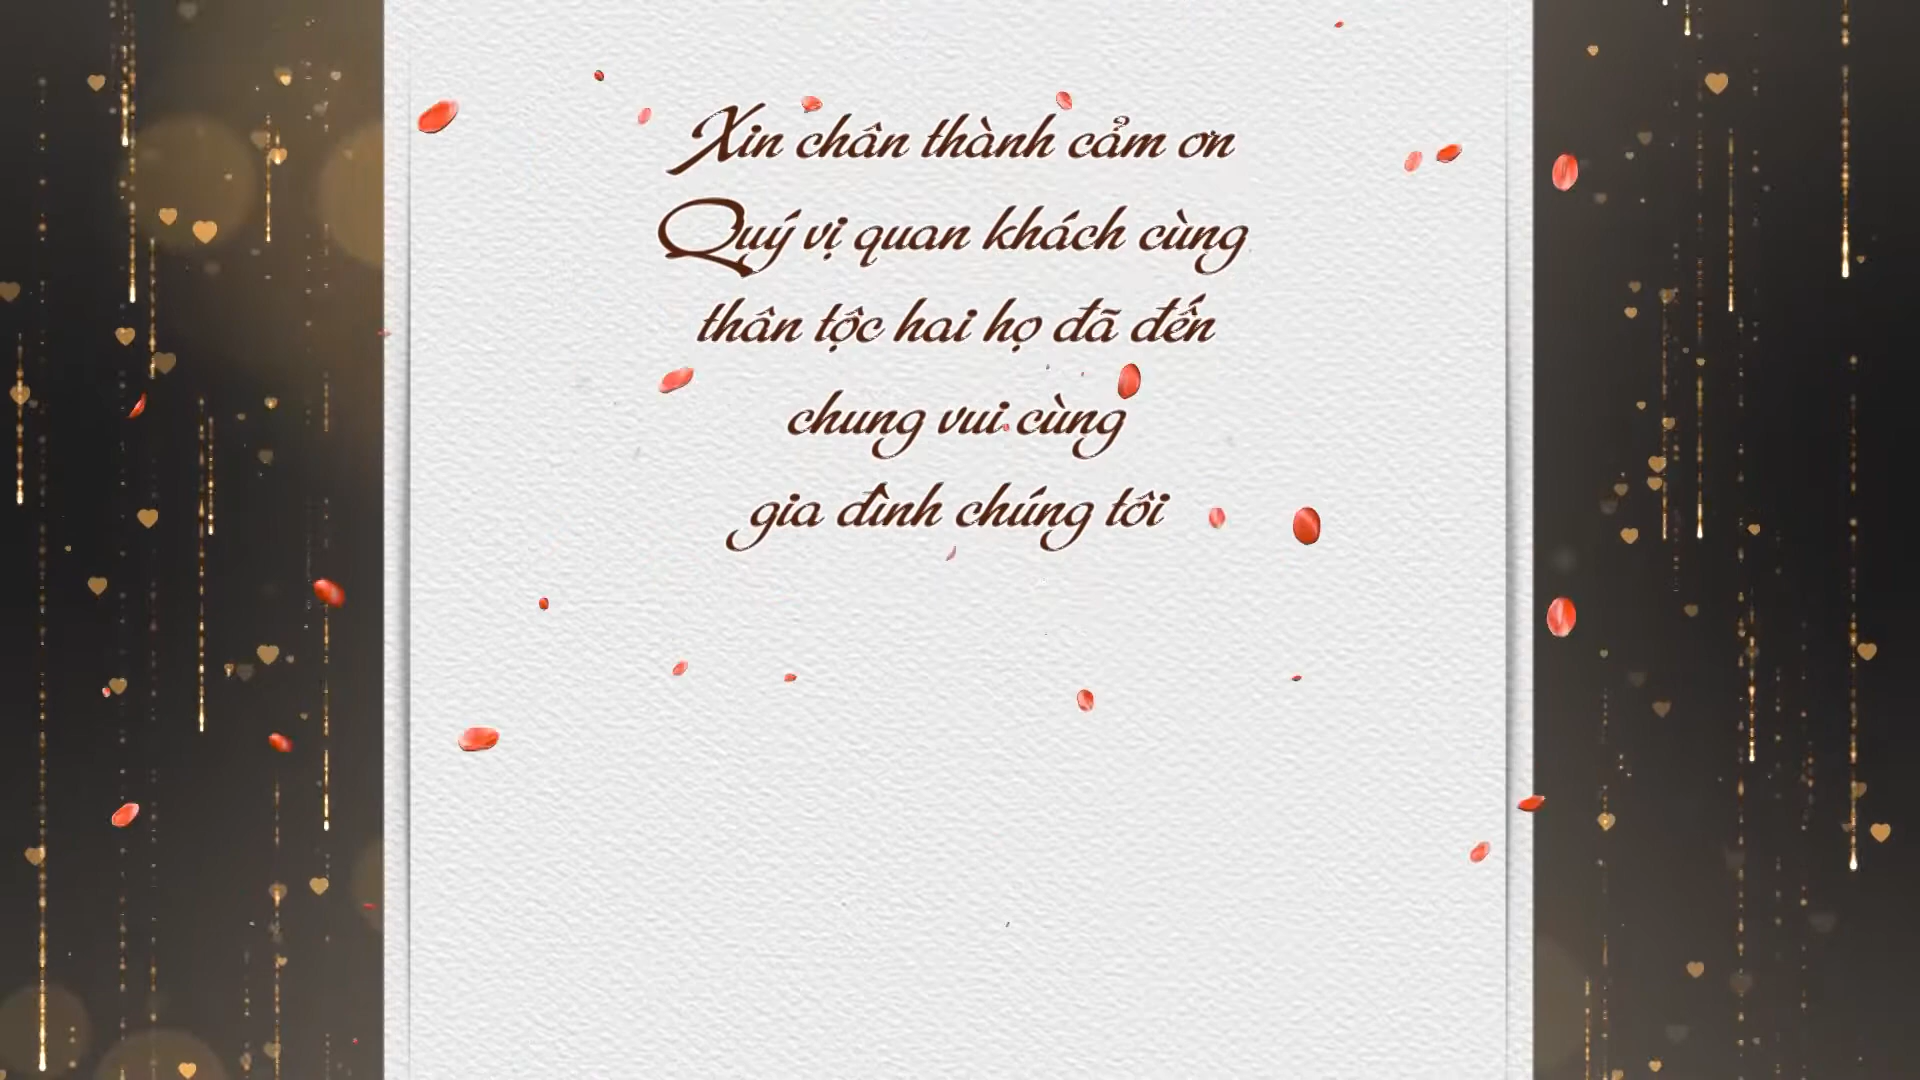 Xin chân thành cảm ơn
Quý vị quan khách cùng
thân tộc hai họ đã đến
chung vui cùng
gia đình chúng tôi